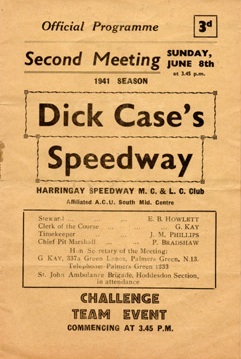 Official Programme
3d
Second Meeting
SUNDAY, JUNE 8th
at 3.45 p.m.
1941 SEASON
Dick Case's
Speedway
HARRINGAY SPEEDWAY M. C. & L. C. Club
Affiliated A.C.U. South Mid. Centre
Steward ... E. B. HOWLETT
Clerk of the Course ... G. KAY
Timekeeper ... J. M. PHILLIPS
Chief Pit Marshall ... P. BRADSHAW
Hon Secretary of the Meeting:
G KAY, 337a Green Lanes, Palmers Green, N.13.
Telephone Palmers Green 1333
St. John Ambulance Brigade, Hoddesdon Section,
in attendance
CHALLENGE
TEAM EVENT
COMMENCING AT 3.45 P.M.